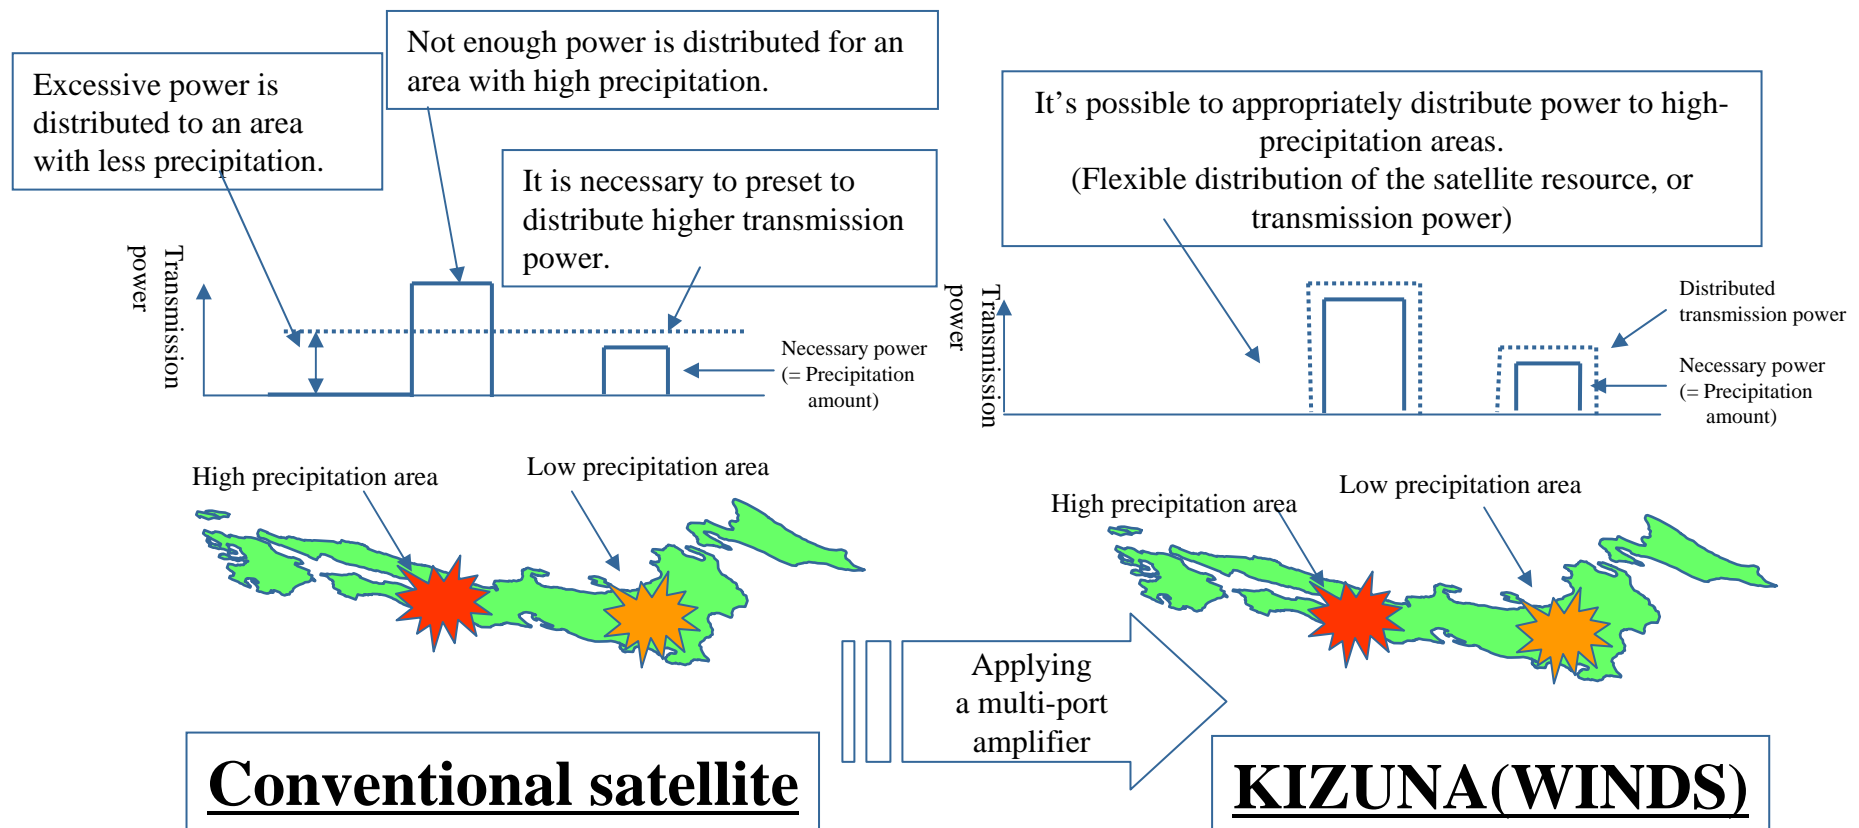 Not enough power is distributed for an
area with high precipitation.
Excessive power is
distributed to an area
with less precipitation.
It is necessary to preset to
distribute higher transmission
power.
Transmission
power
Necessary power
(= Precipitation
amount)
High precipitation area
Low precipitation area
Conventional satellite
Applying
a multi-port
amplifier
It’s possible to appropriately distribute power to high-
precipitation areas.
(Flexible distribution of the satellite resource, or
transmission power)
Transmission
power
Distributed
transmission power
Necessary power
(= Precipitation
amount)
High precipitation area
Low precipitation area
KIZUNA(WINDS)